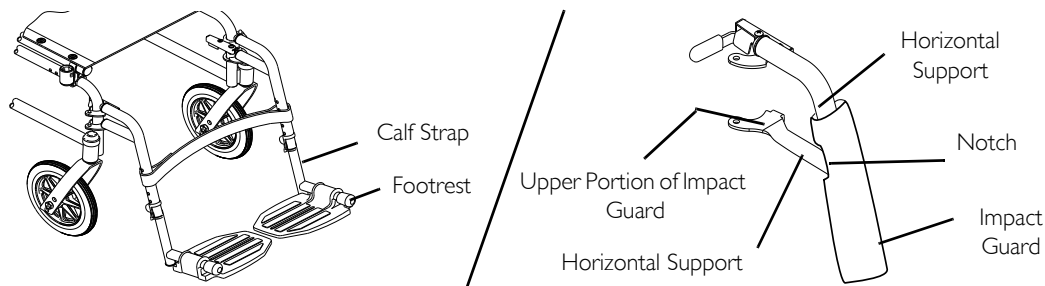 Calf Strap
Footrest
Horizontal
Support
Notch
Upper Portion of Impact
Guard
Impact
Guard
Horizontal Support